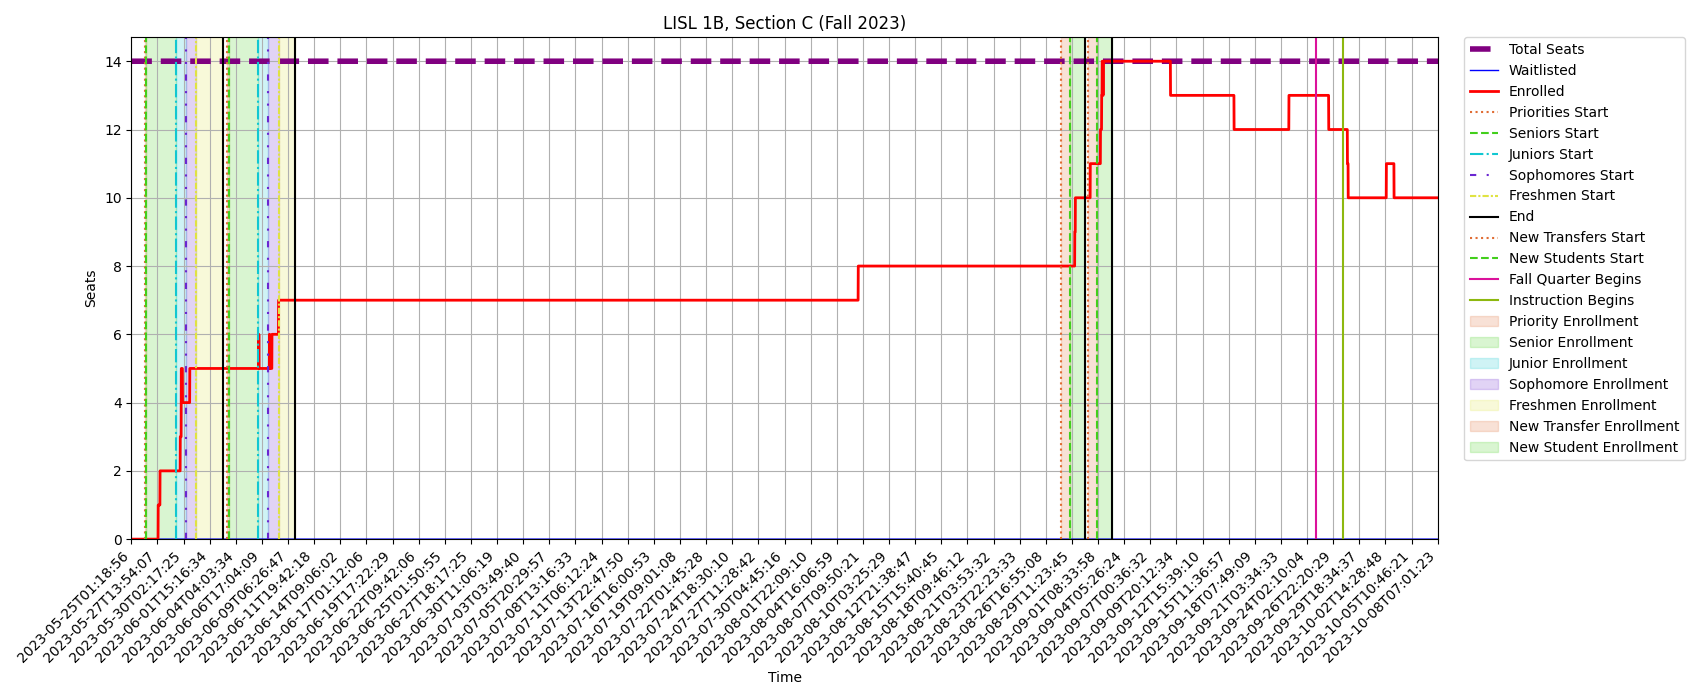 LISL 1B, Section C (Fall 2023)
Seats
14
12
10
8
6
4
2
0
2023-05-25T01:18:56
2023-05-27T13:54:07
2023-05-30T02:17:25
2023-06-01T15:16:34
2023-06-04T04:03:34
2023-06-06T17:04:09
2023-06-09T06:26:47
2023-06-11T19:42:18
2023-06-14T09:06:02
2023-06-17T01:12:06
2023-06-19T17:22:29
2023-06-22T09:42:06
2023-06-25T01:50:55
2023-06-27T18:17:25
2023-06-30T11:06:19
2023-07-03T03:49:40
2023-07-05T20:29:57
2023-07-08T13:16:33
2023-07-11T06:12:24
2023-07-13T22:47:50
2023-07-16T16:00:53
2023-07-19T09:01:08
2023-07-22T01:45:28
2023-07-24T18:30:10
2023-07-27T11:28:42
2023-07-30T04:45:16
2023-08-01T22:09:10
2023-08-04T16:06:59
2023-08-07T09:50:21
2023-08-10T03:25:29
2023-08-12T21:38:47
2023-08-15T15:40:45
2023-08-18T09:46:12
2023-08-21T03:53:32
2023-08-23T22:23:33
2023-08-26T16:55:08
2023-08-29T11:23:45
2023-09-01T08:33:58
2023-09-04T05:26:24
2023-09-07T00:36:32
2023-09-09T20:12:34
2023-09-12T15:39:10
2023-09-15T11:36:57
2023-09-18T07:49:09
2023-09-21T03:34:33
2023-09-24T02:10:04
2023-09-26T22:20:29
2023-09-29T18:34:37
2023-10-02T14:28:48
2023-10-05T10:46:21
2023-10-08T07:01:23
Time
Total Seats
Waitlisted
Enrolled
Priorities Start
Seniors Start
Juniors Start
Sophomores Start
Freshmen Start
End
New Transfers Start
New Students Start
Fall Quarter Begins
Instruction Begins
Priority Enrollment
Senior Enrollment
Junior Enrollment
Sophomore Enrollment
Freshmen Enrollment
New Transfer Enrollment
New Student Enrollment